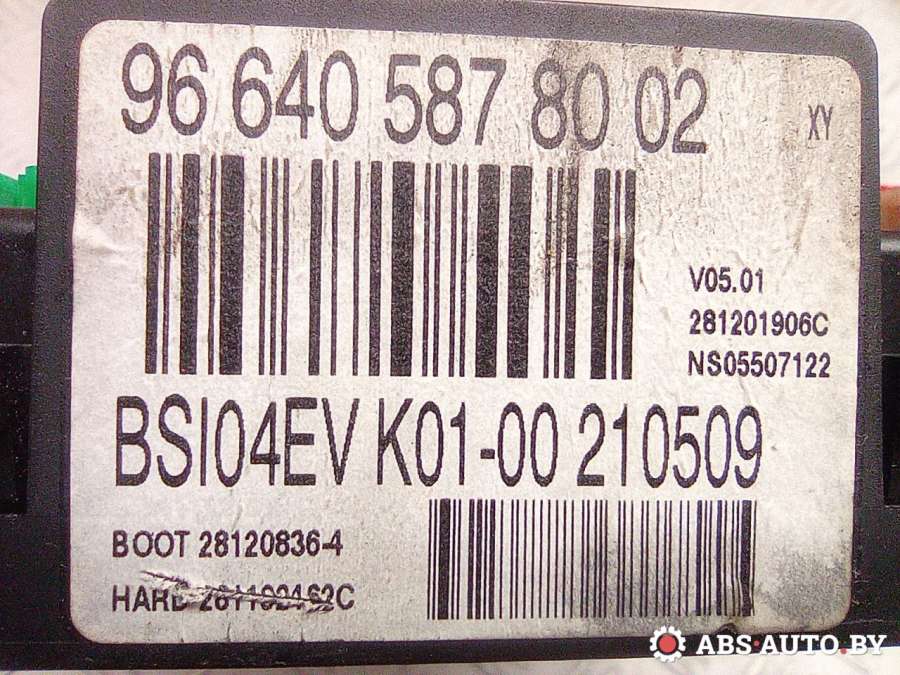 96 640 587 80 02
XY
V05.01
281201906C
NS05507122
BSI04EV K01-00 210509
BOOT 28120836-4
HARD
ABS-AUTO.BY